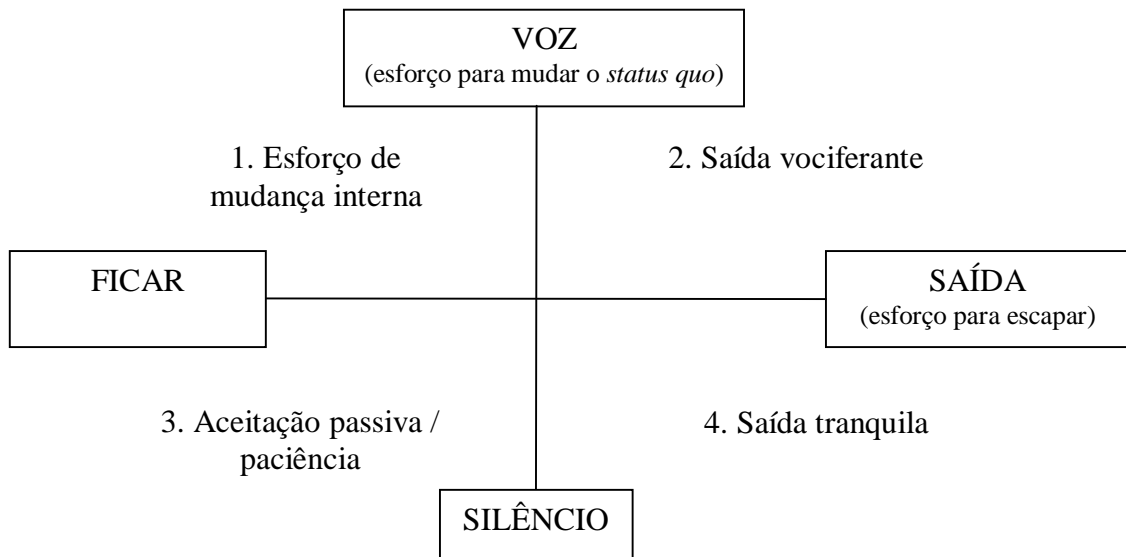 VOZ
(esforço para mudar o status quo)
1. Esforço de
mudança interna
2. Saída vociferante
FICAR
SAÍDA
(esforço para escapar)
3. Aceitação passiva /
paciência
4. Saída tranquila
SILÊNCIO